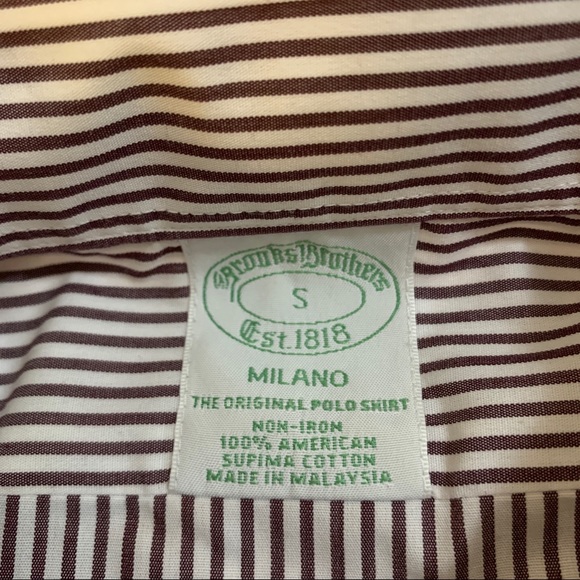 Brooks Brothers
S
Est. 1818
MILANO
THE ORIGINAL POLO SHIRT
NON-IRON
100% AMERICAN
SUPIMA COTTON
MADE IN MALAYSIA